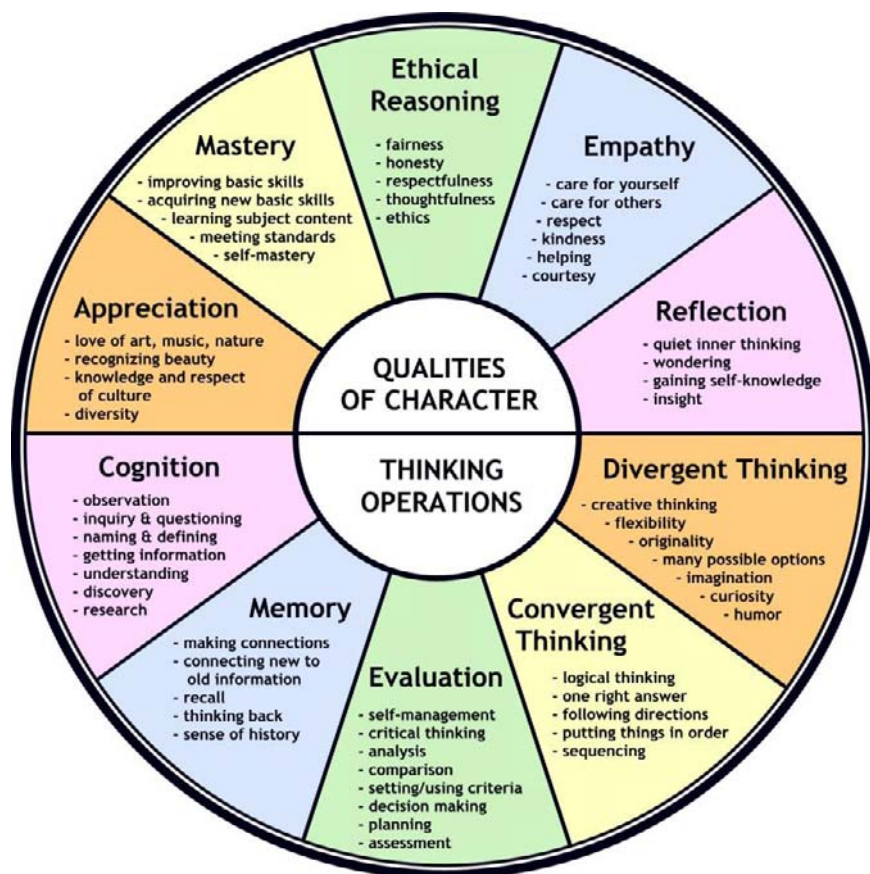 Ethical
Reasoning
- fairness
- honesty
- respectfulness
- thoughtfulness
- ethics
Empathy
- care for yourself
- care for others
- respect
- kindness
- helping
- courtesy
Reflection
- quiet inner thinking
- wondering
- gaining self-knowledge
- insight
Mastery
- improving basic skills
- acquiring new basic skills
- learning subject content
- meeting standards
- self-mastery
Appreciation
- love of art, music, nature
- recognizing beauty
- knowledge and respect
of culture
- diversity
QUALITIES
OF CHARACTER
THINKING
OPERATIONS
Cognition
- observation
- inquiry & questioning
- naming & defining
- getting information
- understanding
- discovery
- research
Memory
- making connections
- connecting new to
old information
- recall
- thinking back
- sense of history
Evaluation
- self-management
- critical thinking
- analysis
- comparison
- setting/using criteria
- decision making
- planning
- assessment
Convergent
Thinking
- logical thinking
- one right answer
- following directions
- putting things in order
- sequencing
Divergent Thinking
- creative thinking
- flexibility
- originality
- many possible options
- imagination
- curiosity
- humor